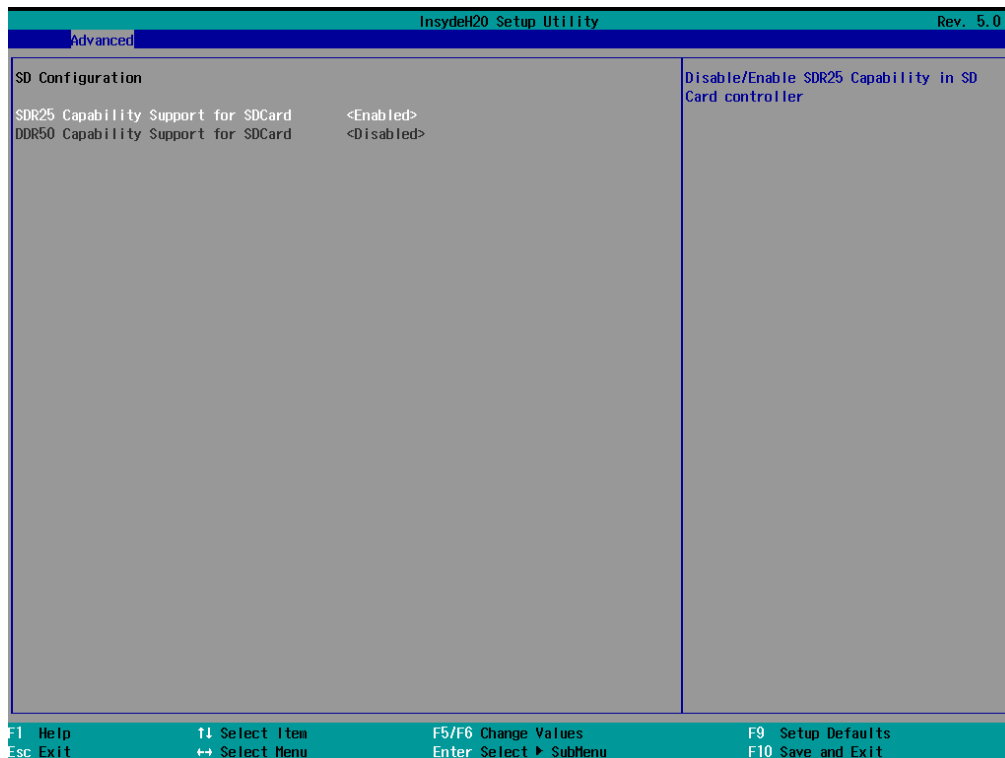 InsydeH20 Setup Utility Rev. 5.0
Advanced
SD Configuration
SDR25 Capability Support for SDCard <Enabled>
DDR50 Capability Support for SDCard <Disabled>
Disable/Enable SDR25 Capability in SD
Card controller
F1 Help ↑↓ Select Item F5/F6 Change Values F9 Setup Defaults
Esc Exit ↔ Select Menu Enter Select ▶ SubMenu F10 Save and Exit